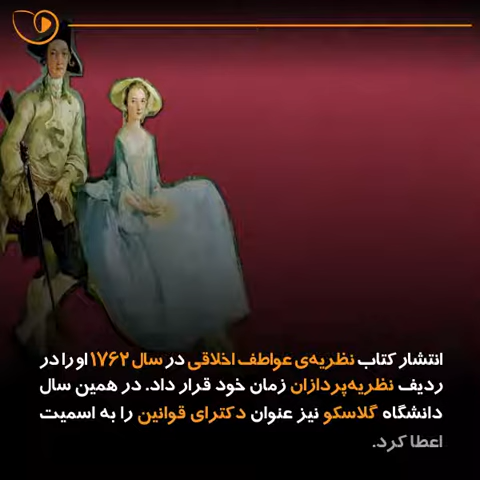 انتشار کتاب نظریه‌ی عواطف اخلاقی در سال ۱۷۶۲ او را در
ردیف نظریه‌پردازان زمان خود قرار داد. در همین سال
دانشگاه گلاسکو نیز عنوان دکترای قوانین را به اسمیت
اعطا کرد.